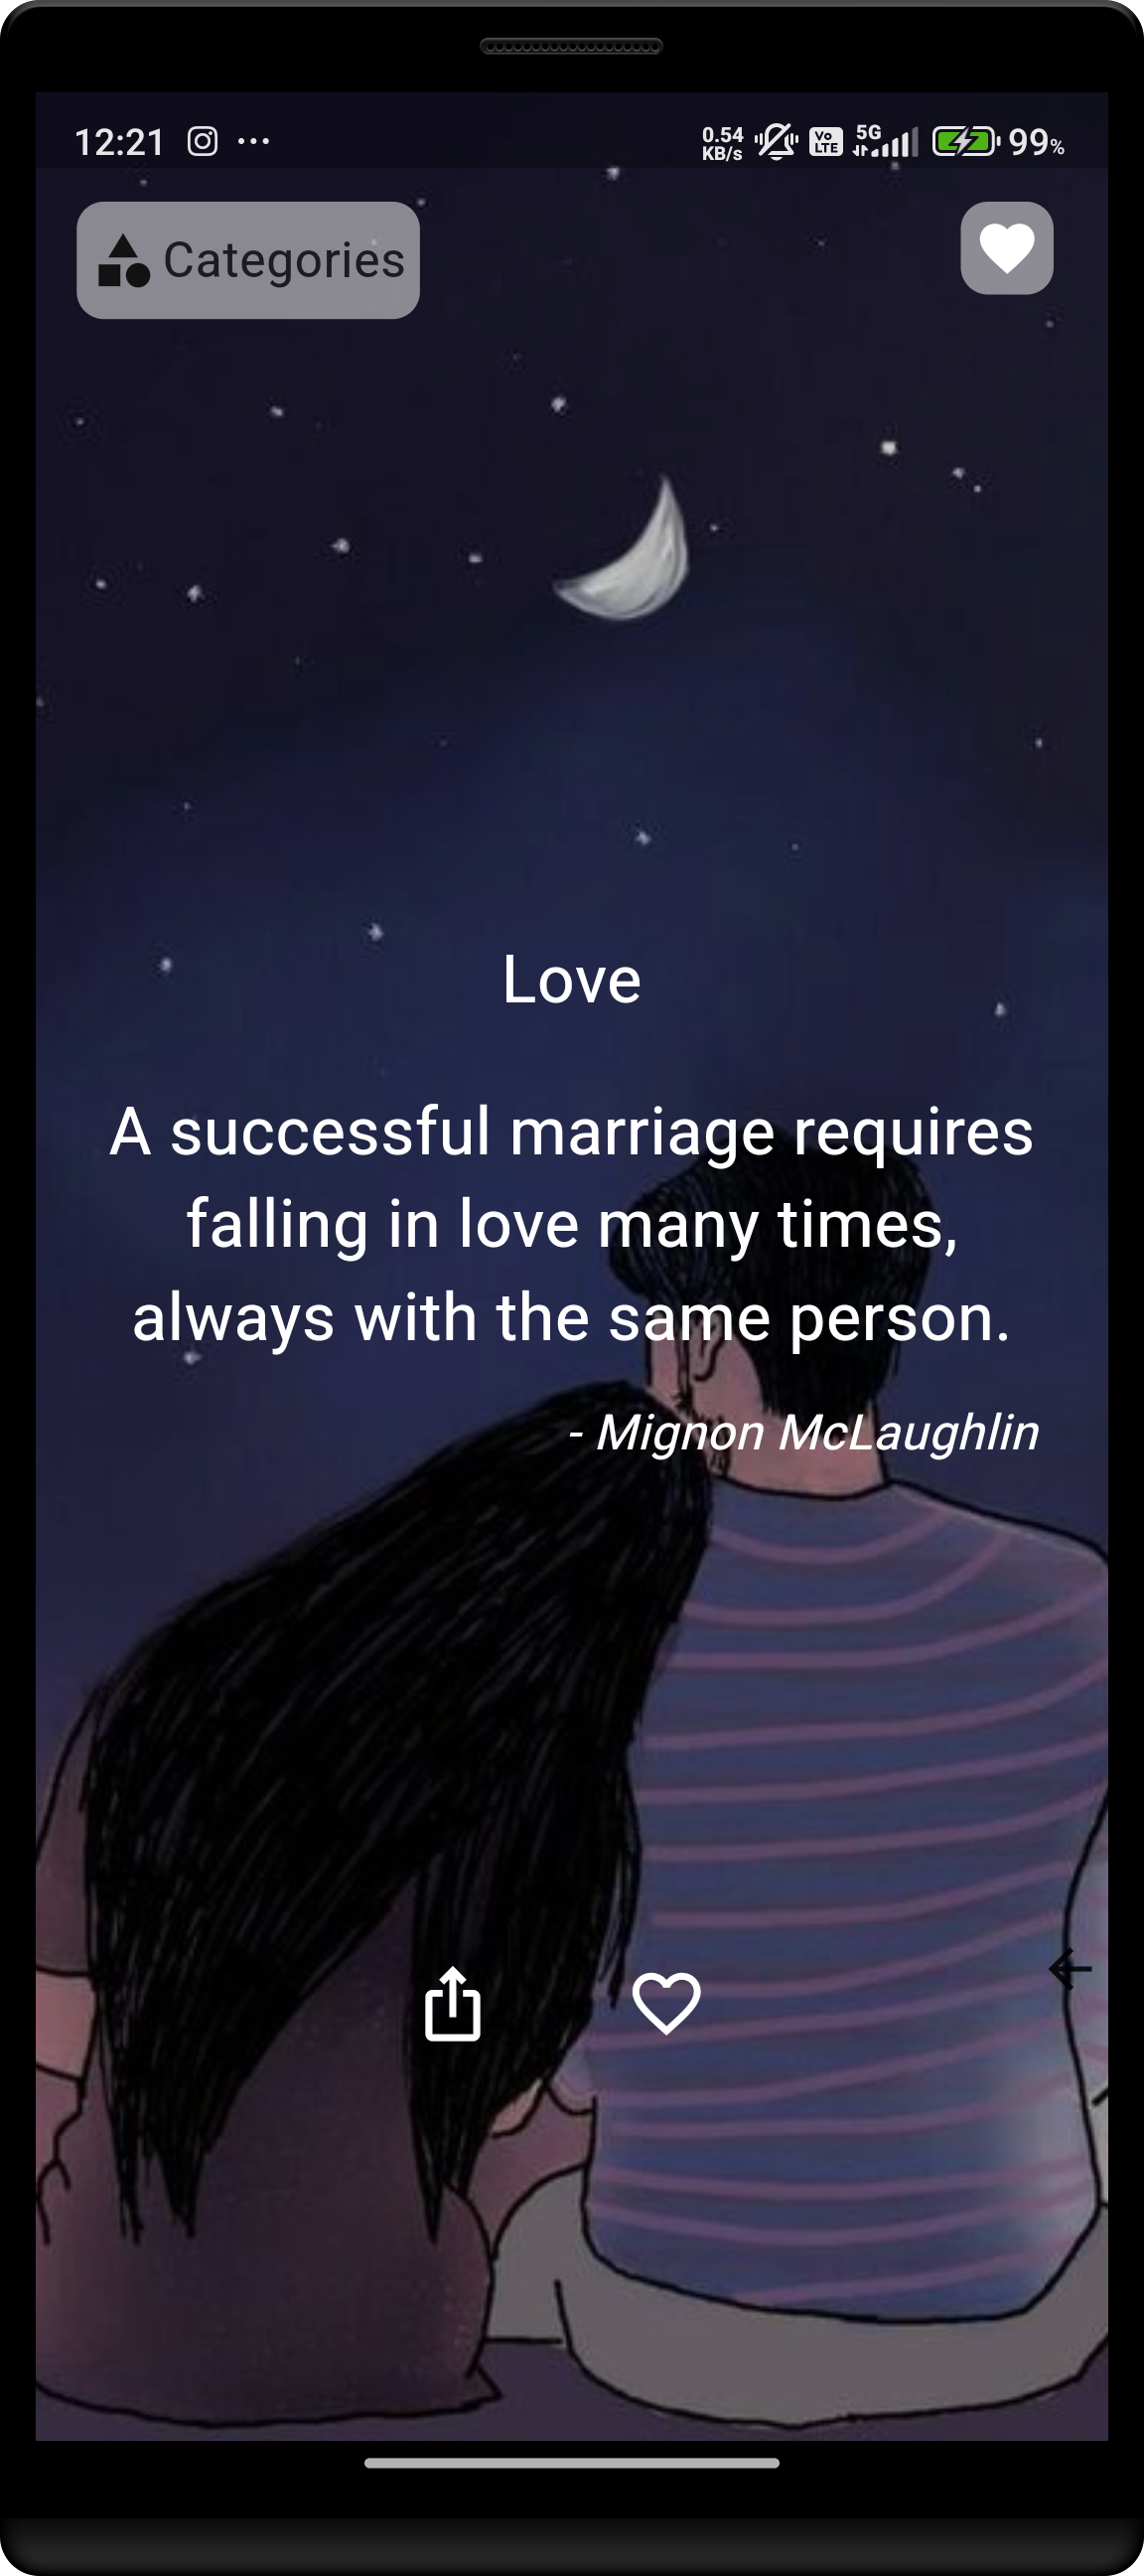 12:21 ... 0.54 KB/s Vo LTE 5G 99%
Categories
Love
A successful marriage requires
falling in love many times,
always with the same person.
- Mignon McLaughlin